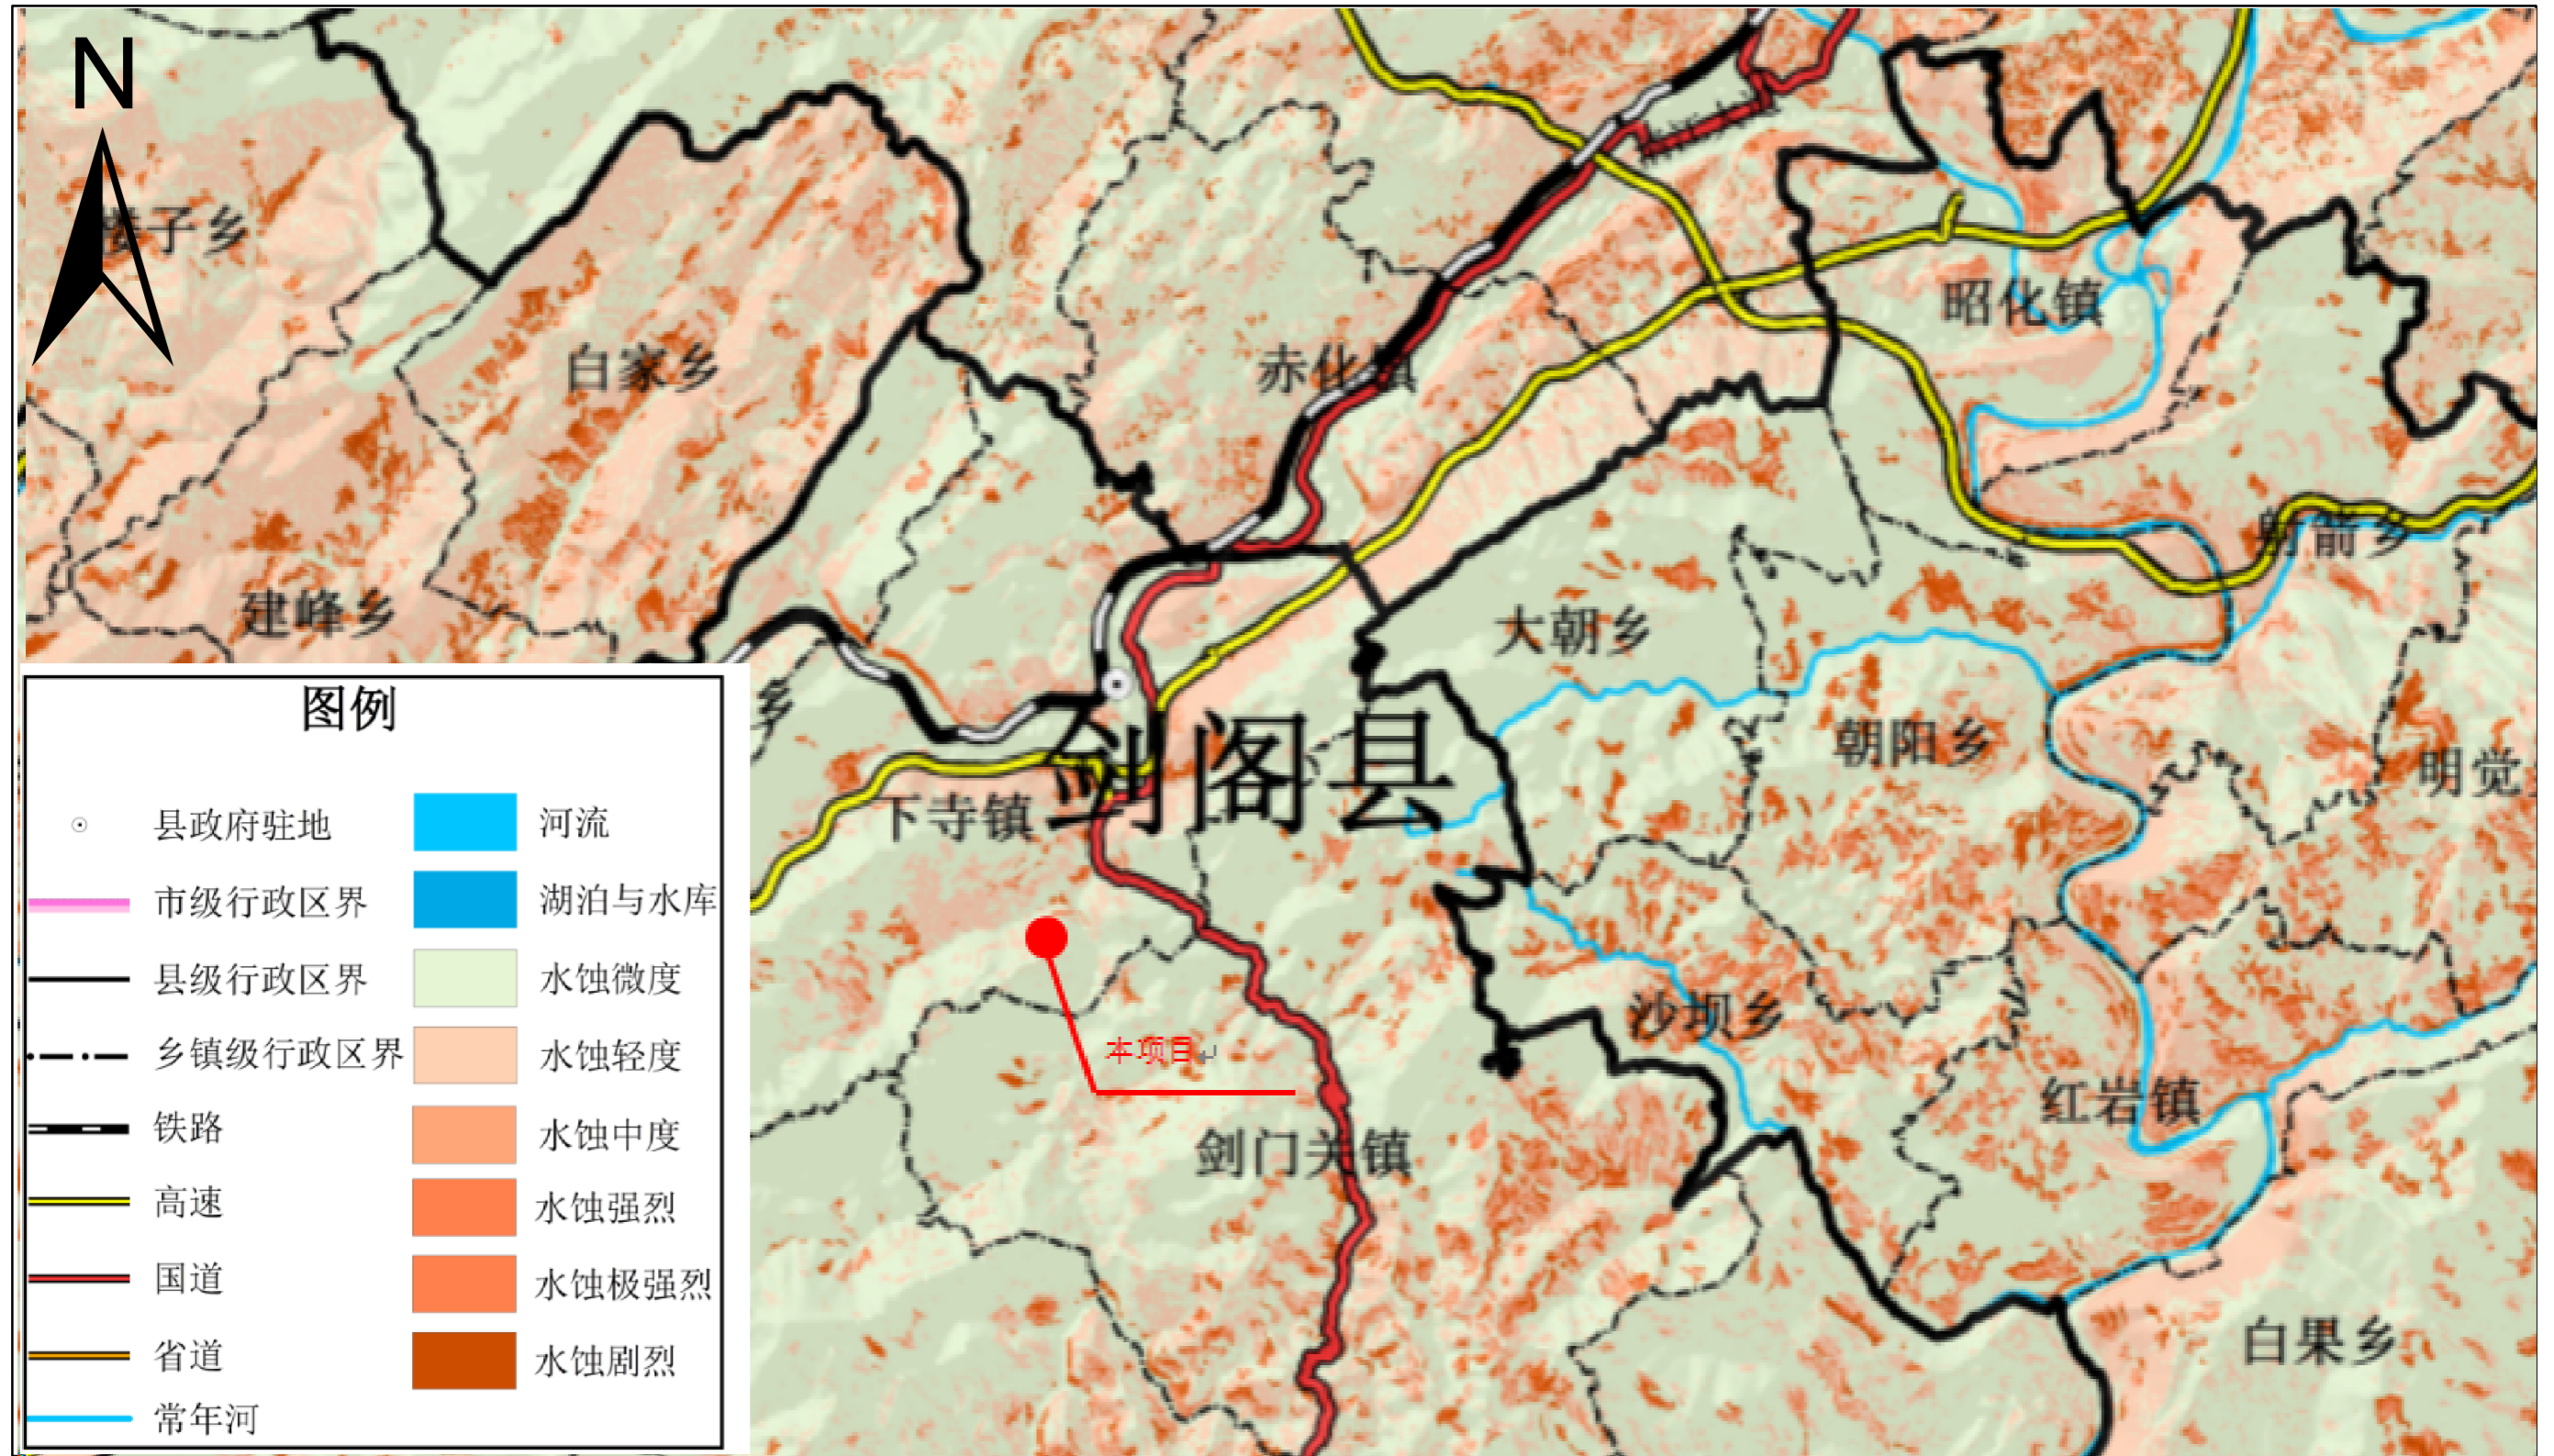 N
楼子乡
白家乡
赤化镇
昭化镇
射箭乡
建峰乡
大朝乡
朝阳乡
明觉
乡
剑阁县
下寺镇
沙坝乡
本项目
红岩镇
剑门关镇
白果乡
图例
县政府驻地
市级行政区界
县级行政区界
乡镇级行政区界
铁路
高速
国道
省道
常年河
河流
湖泊与水库
水蚀微度
水蚀轻度
水蚀中度
水蚀强烈
水蚀极强烈
水蚀剧烈